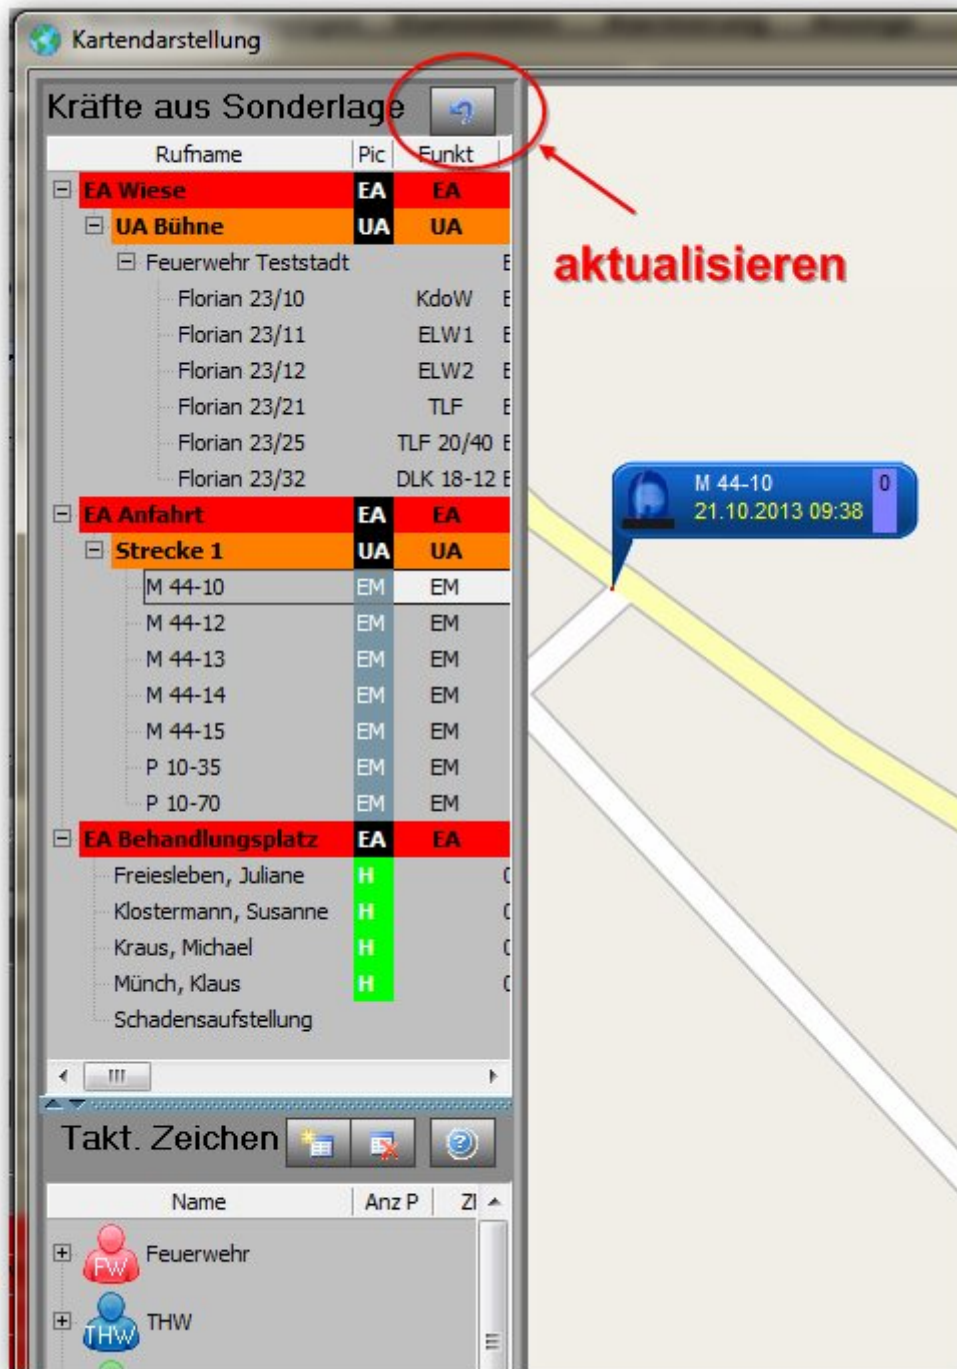 Kartendarstellung
Kräfte aus Sonderlage
Rufname Pic Funkt
aktualisieren
EA Wiese EA EA
UA Bühne UA UA
Feuerwehr Teststadt
Florian 23/10 KdoW
Florian 23/11 ELW1
Florian 23/12 ELW2
Florian 23/21 TLF
Florian 23/25 TLF 20/40
Florian 23/32 DLK 18-12
EA Anfahrt EA EA
Strecke 1 UA UA
M 44-10 EM EM
M 44-12 EM EM
M 44-13 EM EM
M 44-14 EM EM
M 44-15 EM EM
P 10-35 EM EM
P 10-70 EM EM
EA Behandlungsplatz EA EA
Freiesleben, Juliane H
Klostermann, Susanne H
Kraus, Michael H
Münch, Klaus H
Schadensaufstellung
M 44-10 0
21.10.2013 09:38
Takt. Zeichen
Name Anz P
FW Feuerwehr
THW THW